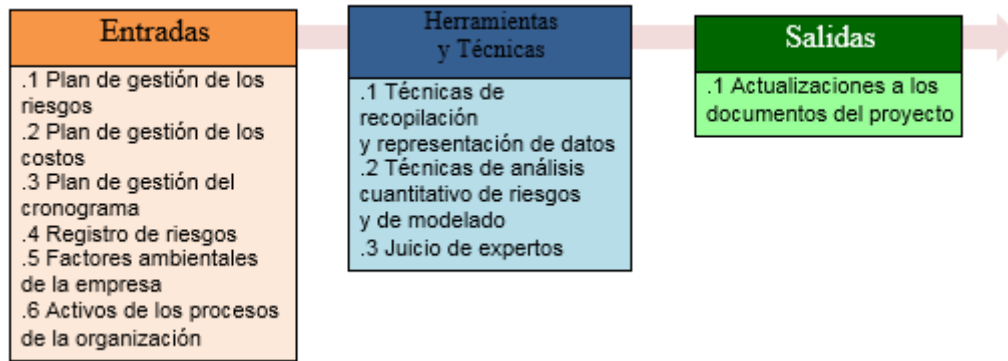 Entradas
.1 Plan de gestión de los
riesgos
.2 Plan de gestión de los
costos
.3 Plan de gestión del
cronograma
.4 Registro de riesgos
.5 Factores ambientales
de la empresa
.6 Activos de los procesos
de la organización
Herramientas
y Técnicas
.1 Técnicas de
recopilación
y representación de datos
.2 Técnicas de análisis
cuantitativo de riesgos
y de modelado
.3 Juicio de expertos
Salidas
.1 Actualizaciones a los
documentos del proyecto